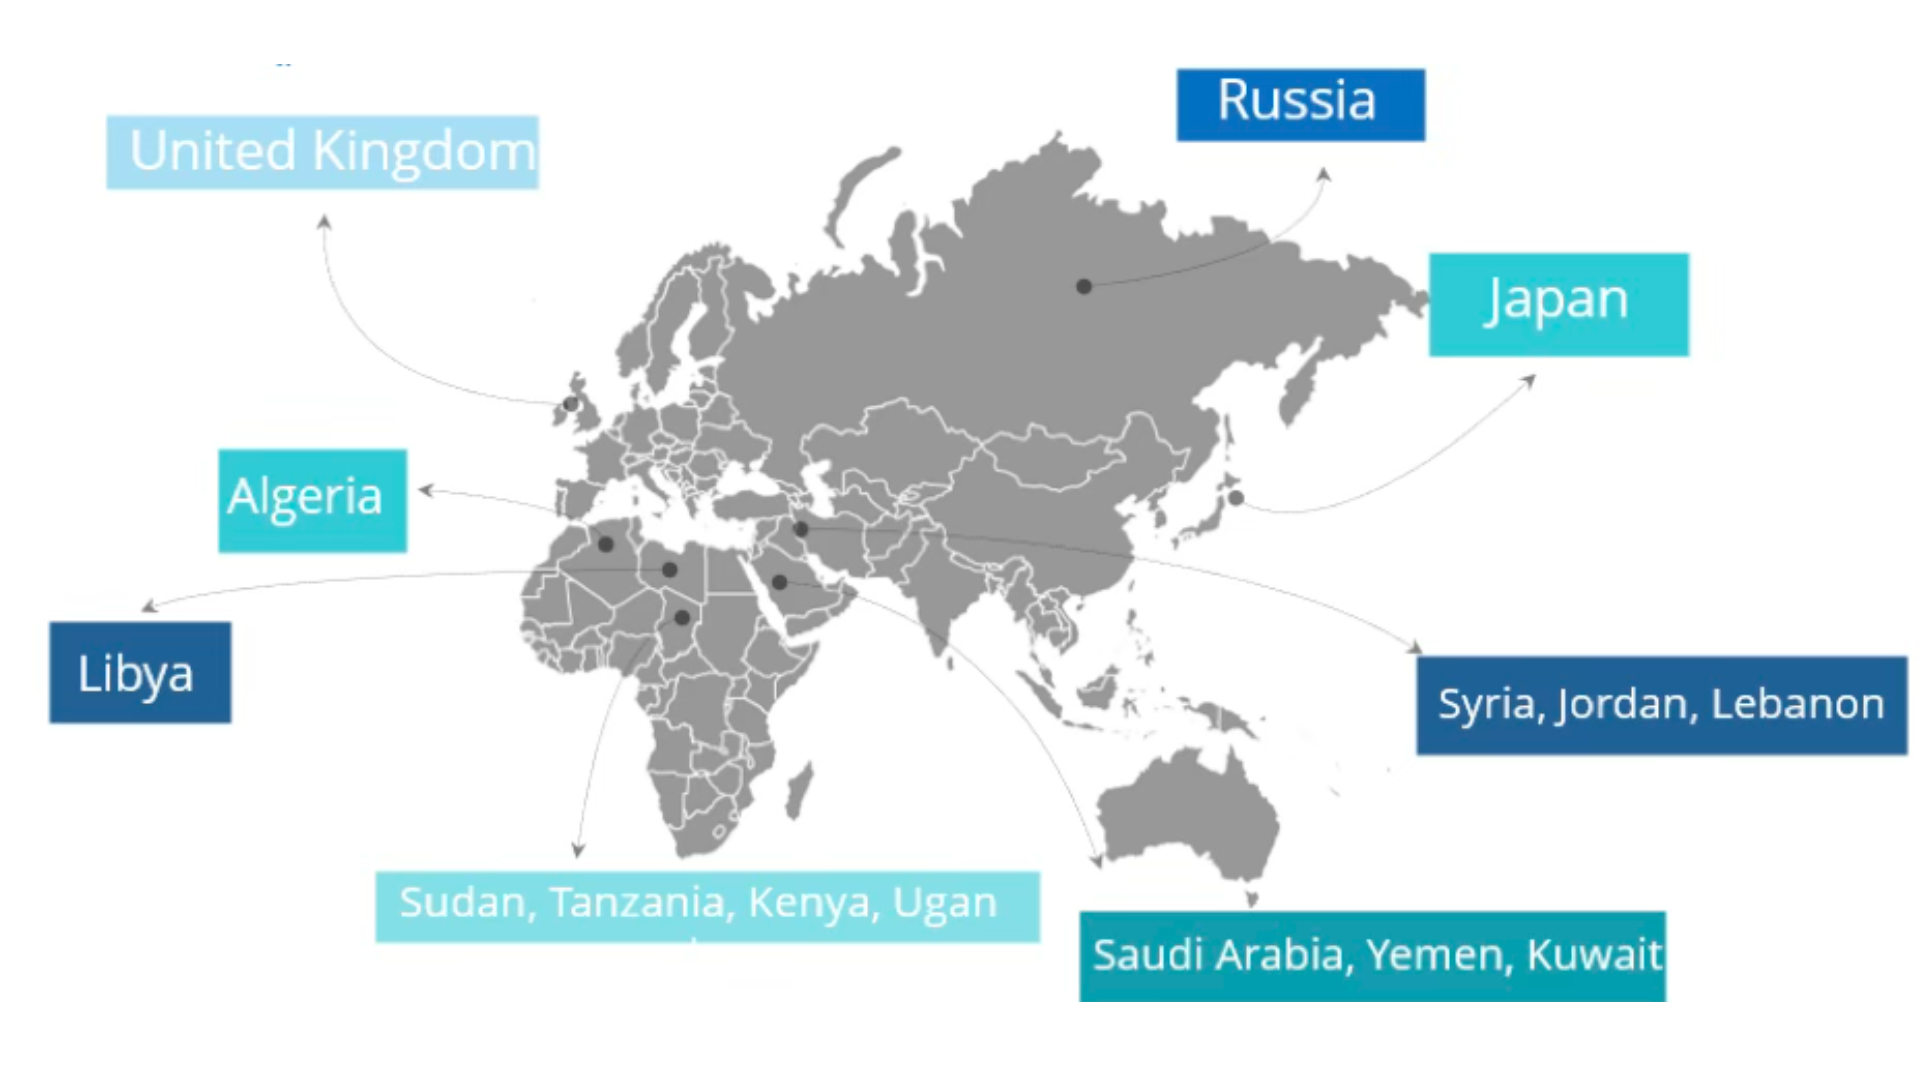 Russia
United Kingdom
Japan
Algeria
Libya
Syria, Jordan, Lebanon
Sudan, Tanzania, Kenya, Ugan
Saudi Arabia, Yemen, Kuwait